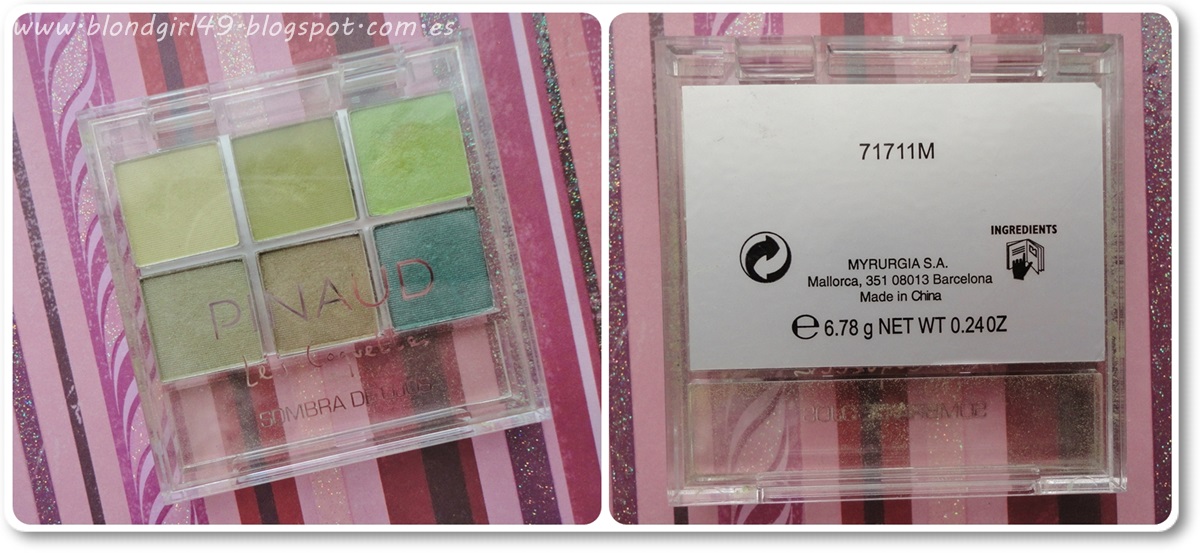 www.blondgirl49.blogspot.com.es
PINAUD
Les Coquettes
SOMBRA DE OJOS
71711M
INGREDIENTS
MYRURGIA S.A.
Mallorca, 351 08013 Barcelona
Made in China
e 6.78 g NET WT 0.24OZ